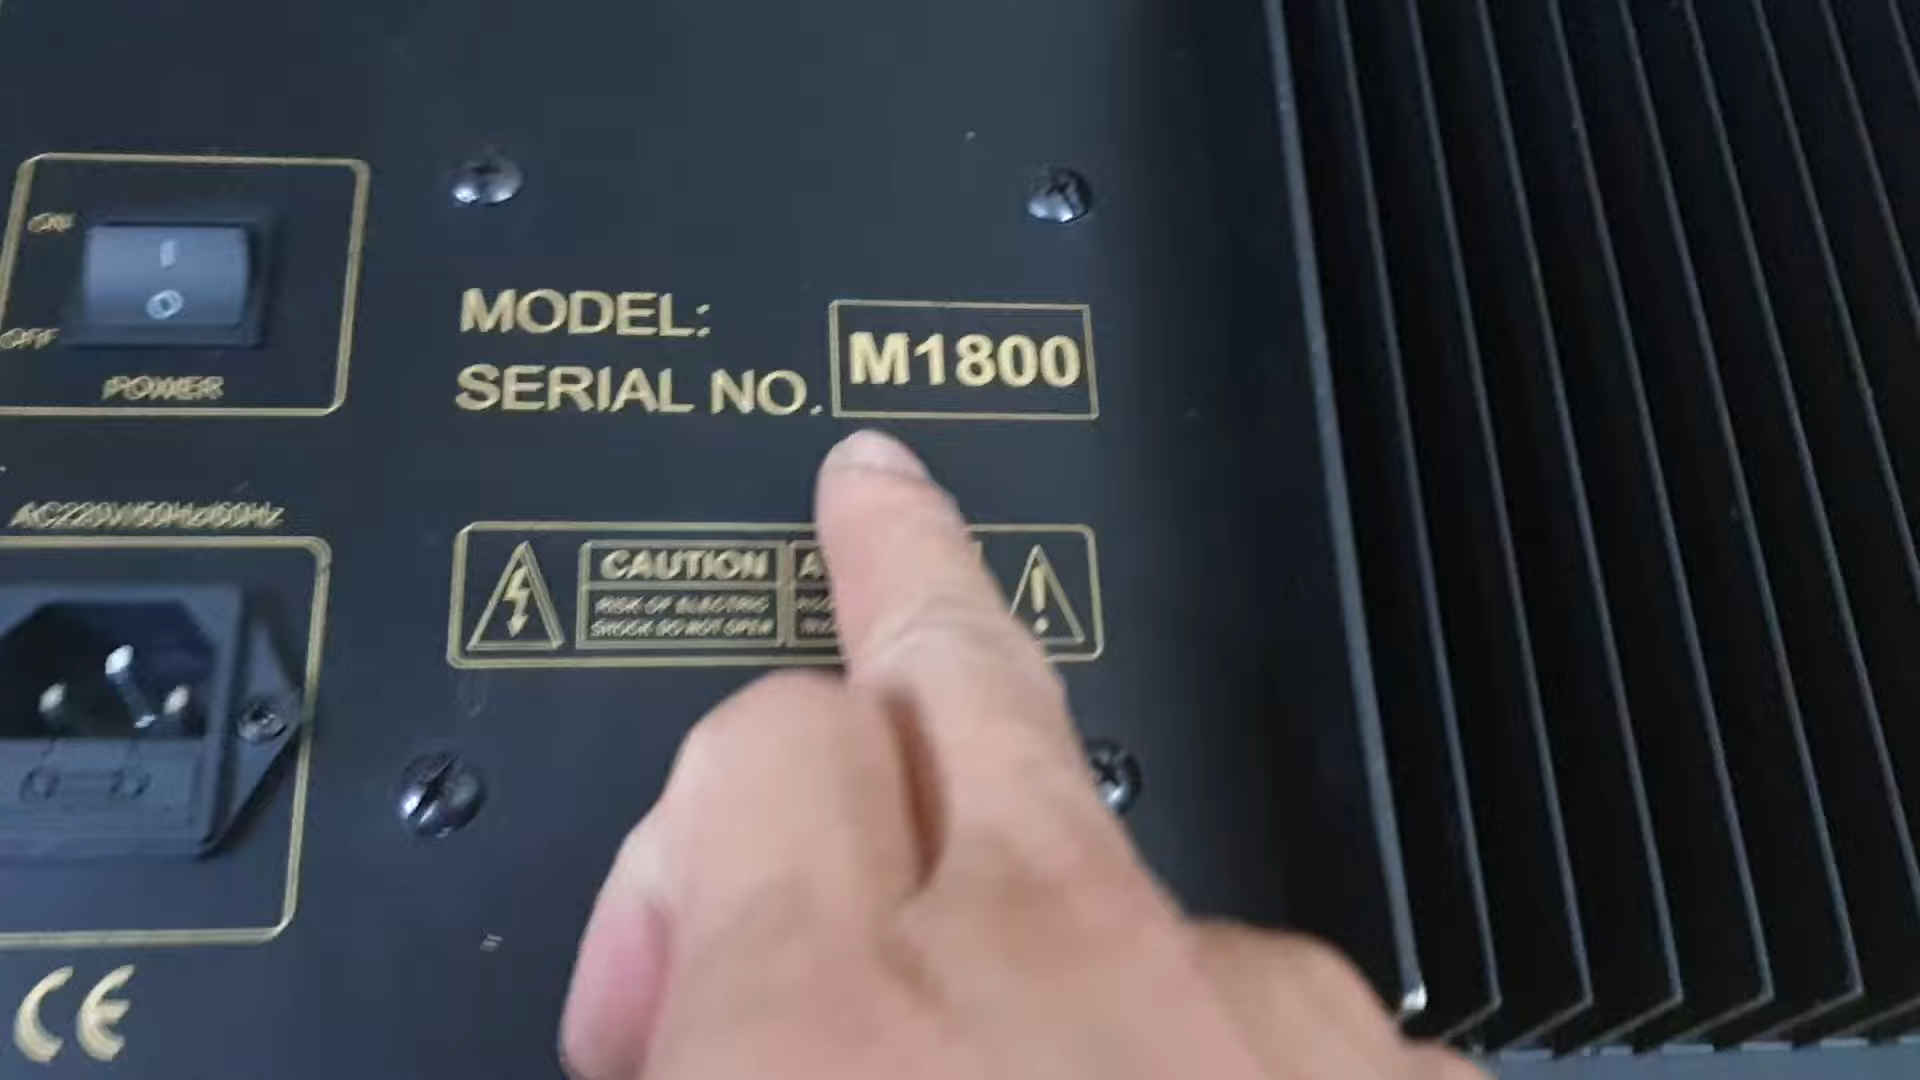 ON
I
O
OFF
POWER
MODEL:
SERIAL NO.
M1800
AC220V/50Hz/60Hz
CAUTION
RISK OF ELECTRIC
SHOCK DO NOT OPEN
CE